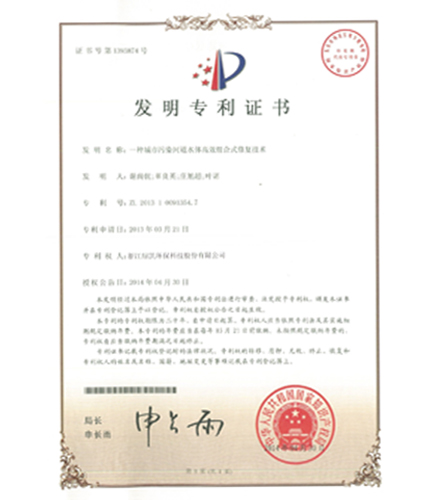 证书号第1393874号
发明专利证书
发 明 名 称:一种城市污染河道水体高效组合式修复技术
发 明 人:
专 利 号:ZL 2013 1 0093354.7
专利申请日:2013年03月21日
专 利 权 人:浙江双凯环保科技股份有限公司
授权公告日:2014年04月30日
本发明经过本局依照中华人民共和国专利法进行审查,决定授予专利权,颁发本证书并在专利登记簿上予以登记。专利权自授权公告之日起生效。
本专利的专利权期限为二十年,自申请日起算。专利权人应当依照专利法及其实施细则规定缴纳年费。本专利的年费应当在每年03月21日前缴纳。未按照规定缴纳年费的,专利权自应当缴纳年费期满之日起终止。
专利证书记载专利权登记时的法律状况。专利权的转移、质押、无效、终止、恢复和专利权人的姓名或名称、国籍、地址变更等事项记载在专利登记簿上。
局长
申长雨
申长雨
中华人民共和国国家知识产权局
2014年04月30日
第1页(共1页)